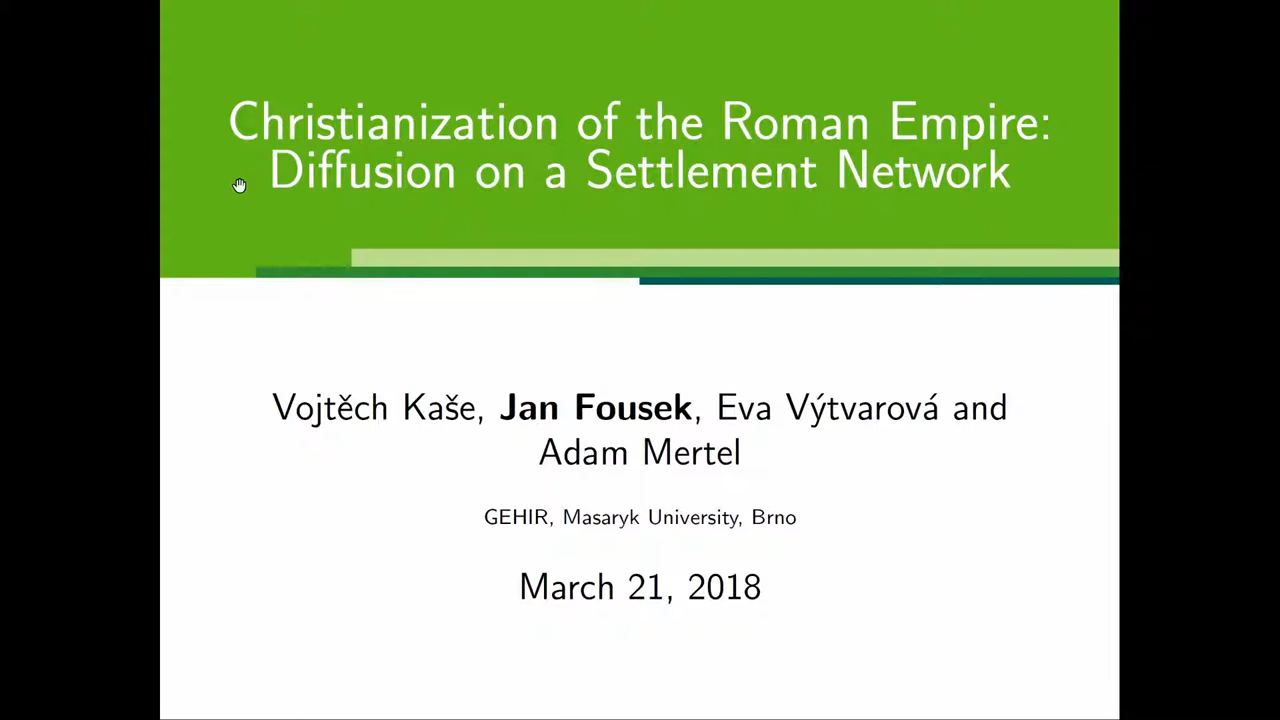 Christianization of the Roman Empire:
Diffusion on a Settlement Network
Vojtěch Kaše, Jan Fousek, Eva Výtvarová and
Adam Mertel
GEHIR, Masaryk University, Brno
March 21, 2018